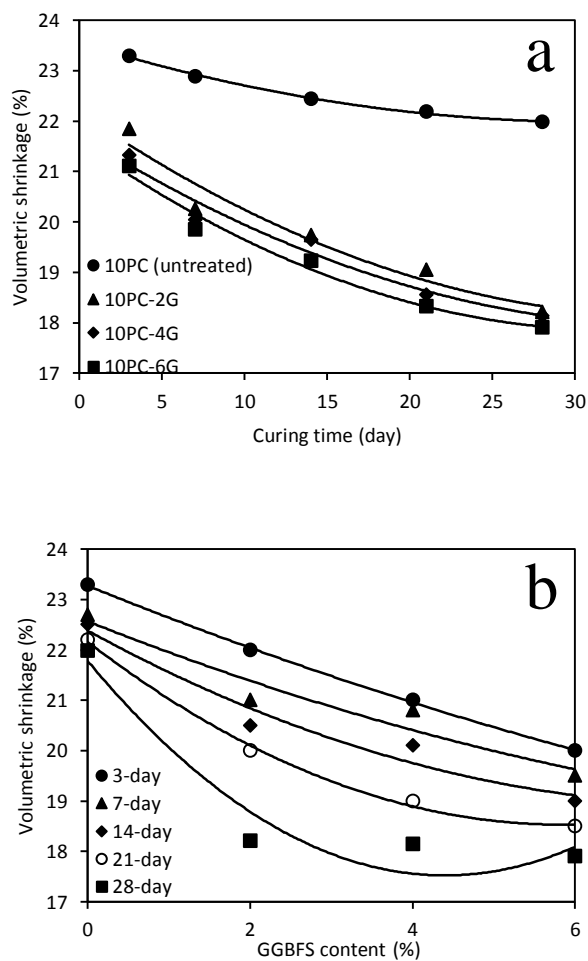 a
24
23
22
21
20
19
18
17
Volumetric shrinkage (%)
10PC (untreated)
10PC-2G
10PC-4G
10PC-6G
0 5 10 15 20 25 30
Curing time (day)
b
24
23
22
21
20
19
18
17
Volumetric shrinkage (%)
3-day
7-day
14-day
21-day
28-day
0 2 4 6
GGBFS content (%)